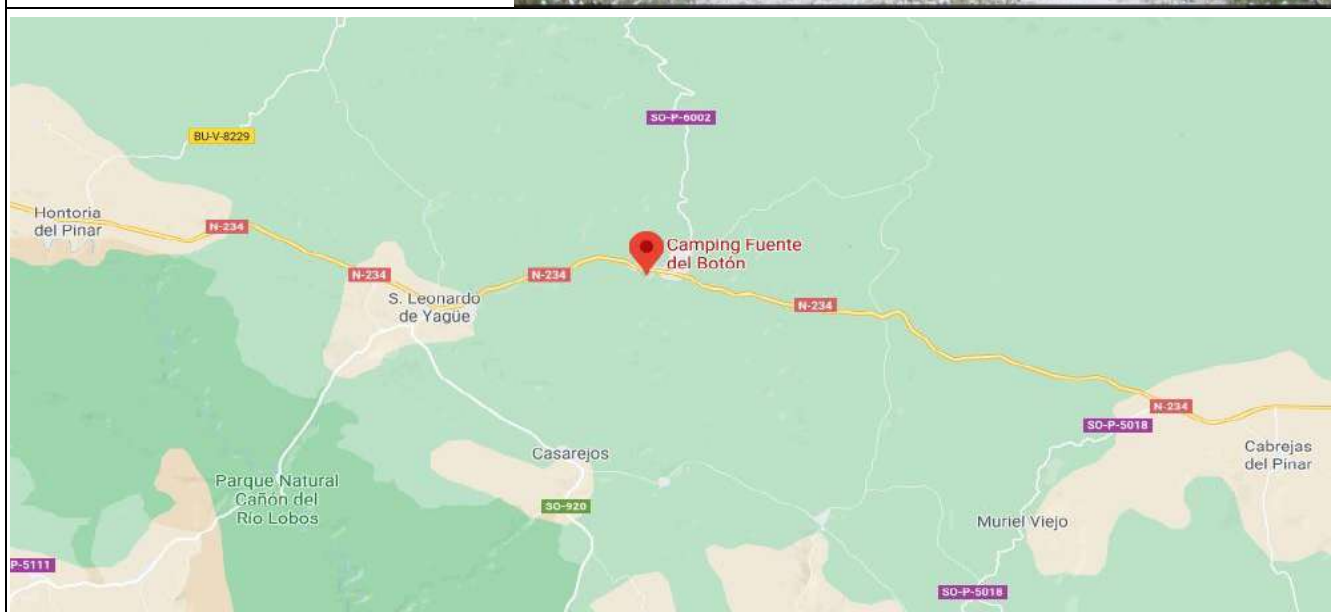 SO-P-6002
BU-V-8229
Hontoria
del Pinar
N-234
Camping Fuente
del Botón
N-234
N-234
S. Leonardo
de Yagüe
N-234
N-234
SO-P-5018
Cabrejas
del Pinar
Casarejos
Parque Natural
Cañón del
Río Lobos
SO-920
Muriel Viejo
P-5111
SO-P-5018